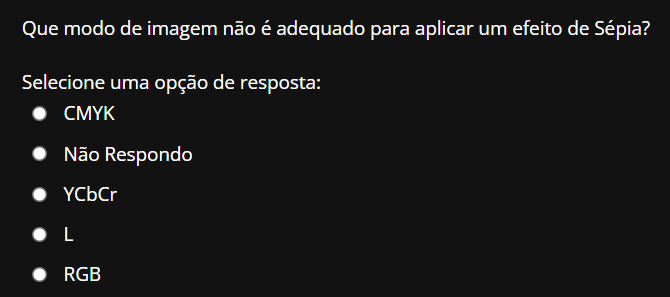 Que modo de imagem não é adequado para aplicar um efeito de Sépia?
Selecione uma opção de resposta:
CMYK
Não Respondo
YCbCr
L
RGB